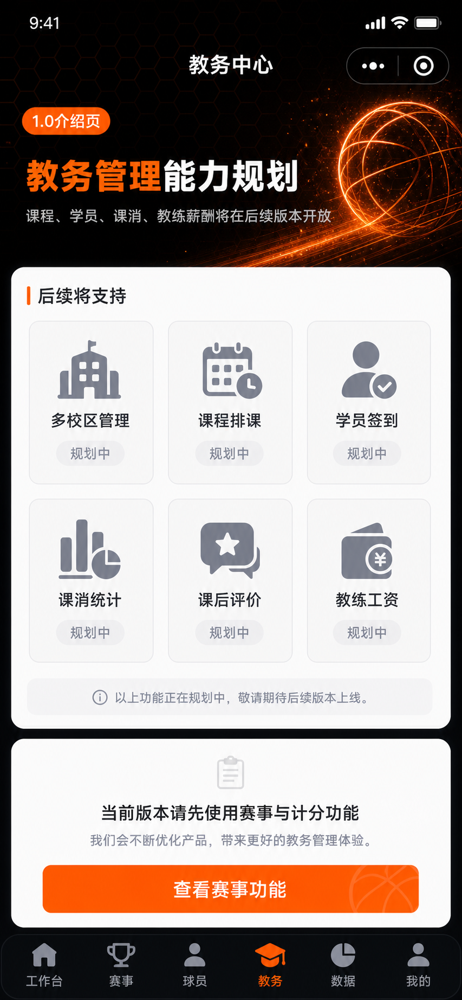 9:41
教务中心
1.0介绍页
教务管理能力规划
课程、学员、课消、教练薪酬将在后续版本开放
后续将支持
多校区管理
规划中
课程排课
规划中
学员签到
规划中
课消统计
规划中
课后评价
规划中
教练工资
规划中
以上功能正在规划中，敬请期待后续版本上线。
当前版本请先使用赛事与计分功能
我们会不断优化产品，带来更好的教务管理体验。
查看赛事功能
工作台
赛事
球员
教务
数据
我的